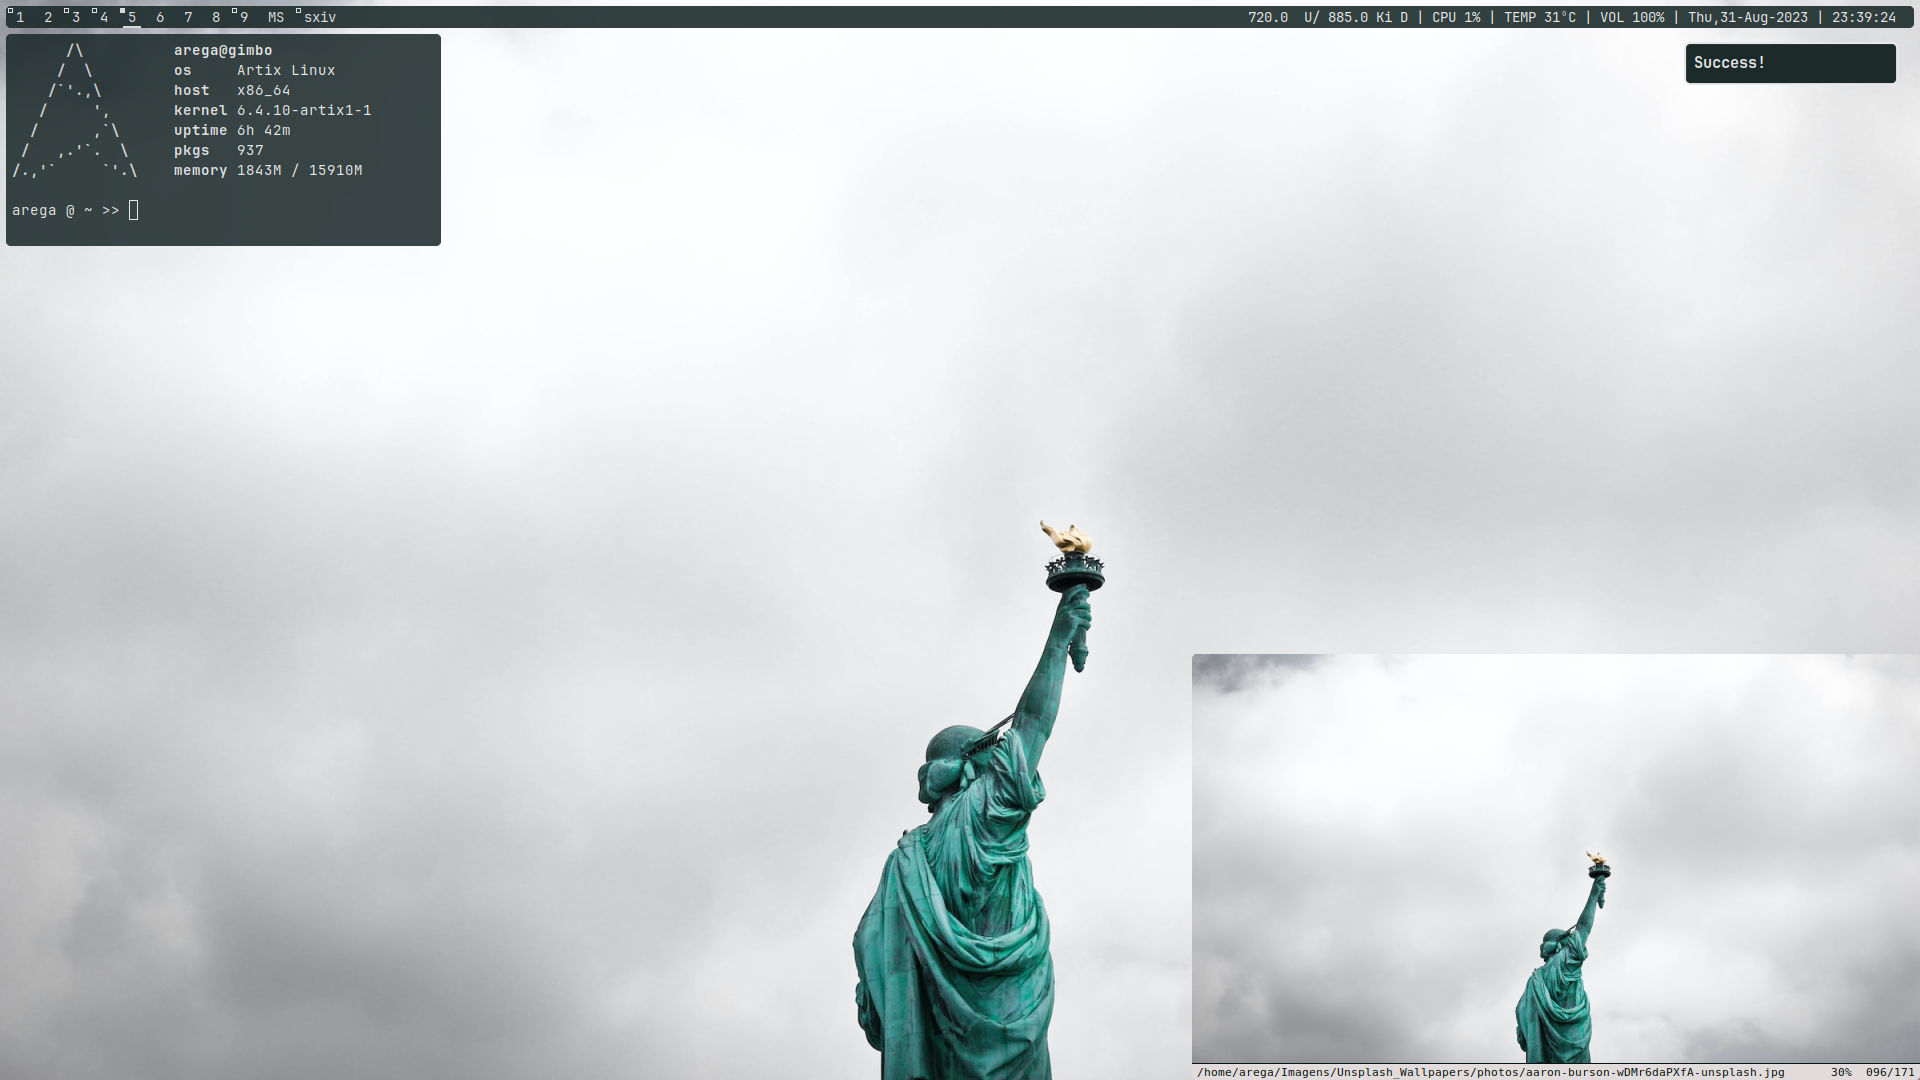 1 2 3 4 5 6 7 8 9 MS sxiv
720.0 U/ 885.0 Ki D | CPU 1% | TEMP 31°C | VOL 100% | Thu,31-Aug-2023 | 23:39:24
arega@gimbo
os Artix Linux
host x86_64
kernel 6.4.10-artix1-1
uptime 6h 42m
pkgs 937
memory 1843M / 15910M
arega @ ~ >>
Success!
/home/arega/Imagens/Unsplash_Wallpapers/photos/aaron-burson-wDMr6daPXfA-unsplash.jpg 30% 096/171